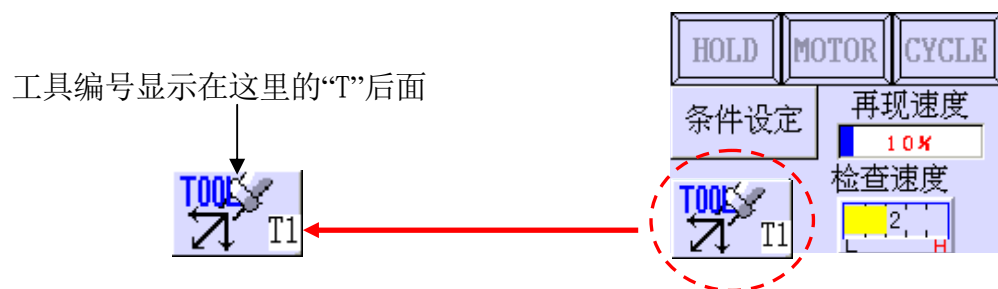 工具编号显示在这里的“T”后面
TOOL
T1
HOLD MOTOR CYCLE
条件设定
再现速度
10%
检查速度
TOOL
T1
2
L H